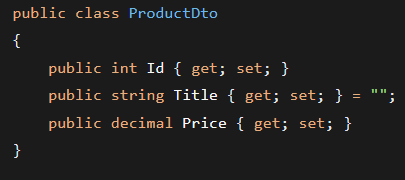 public class ProductDto
{
    public int Id { get; set; }
    public string Title { get; set; } = "";
    public decimal Price { get; set; }
}